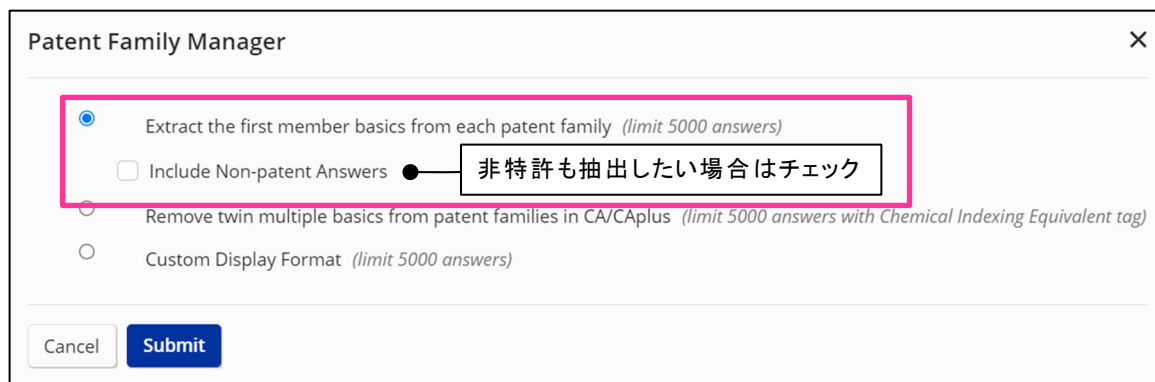 Patent Family Manager
Extract the first member basics from each patent family (limit 5000 answers)
Include Non-patent Answers
非特許も抽出したい場合はチェック
Remove twin multiple basics from patent families in CA/CAplus (limit 5000 answers with Chemical Indexing Equivalent tag)
Custom Display Format (limit 5000 answers)
Cancel
Submit